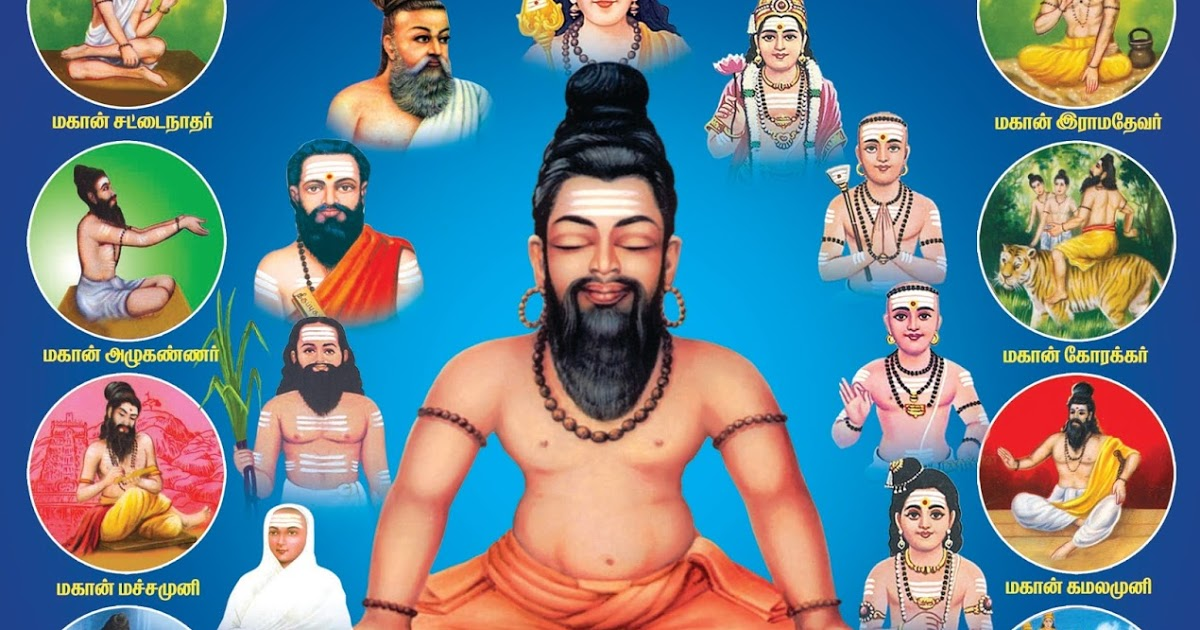 மகான் சட்டைநாதர்
மகான் இராமதேவர்
மகான் அழுகண்ணர்
மகான் கோரக்கர்
மகான் மச்சமுனி
மகான் கமலமுனி